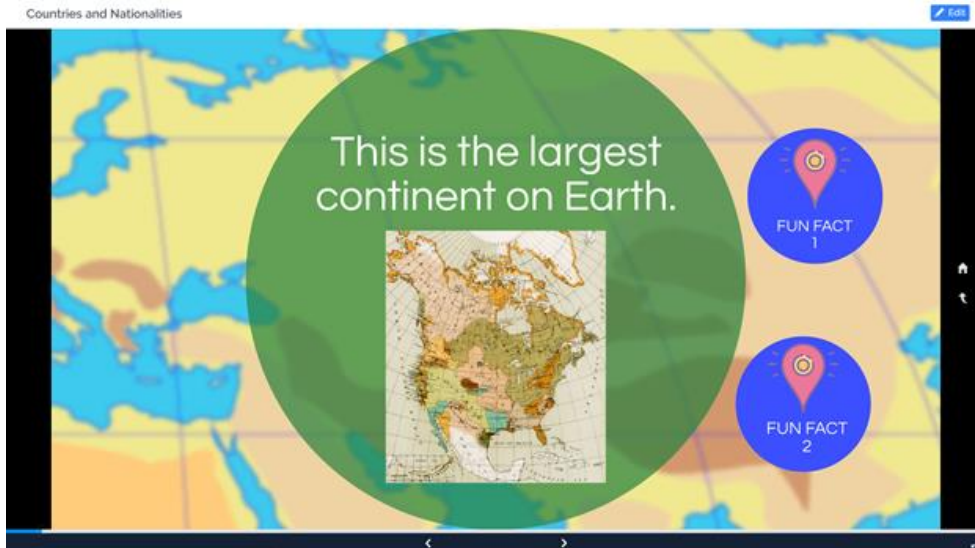 Countries and Nationalities
Edit
This is the largest
continent on Earth.
FUN FACT
1
FUN FACT
2